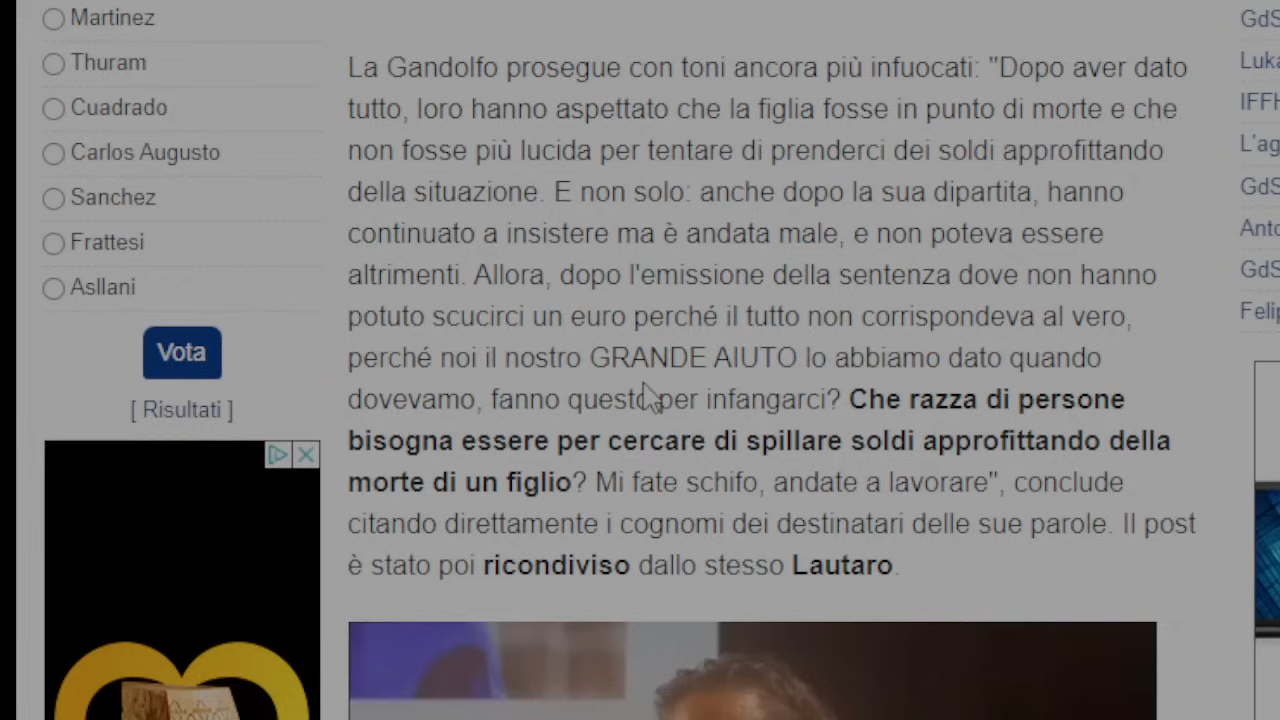 Martinez
Thuram
Cuadrado
Carlos Augusto
Sanchez
Frattesi
Asllani
Vota
[ Risultati ]
La Gandolfo prosegue con toni ancora più infuocati: "Dopo aver dato
tutto, loro hanno aspettato che la figlia fosse in punto di morte e che
non fosse più lucida per tentare di prenderci dei soldi approfittando
della situazione. E non solo: anche dopo la sua dipartita, hanno
continuato a insistere ma è andata male, e non poteva essere
altrimenti. Allora, dopo l'emissione della sentenza dove non hanno
potuto scucirci un euro perché il tutto non corrispondeva al vero,
perché noi il nostro GRANDE AIUTO lo abbiamo dato quando
dovevamo, fanno questo per infangarci? Che razza di persone
bisogna essere per cercare di spillare soldi approfittando della
morte di un figlio? Mi fate schifo, andate a lavorare", conclude
citando direttamente i cognomi dei destinatari delle sue parole. Il post
è stato poi ricondiviso dallo stesso Lautaro.
GdS
Luka
IFFH
L'ag
GdS
Anto
GdS
Felip